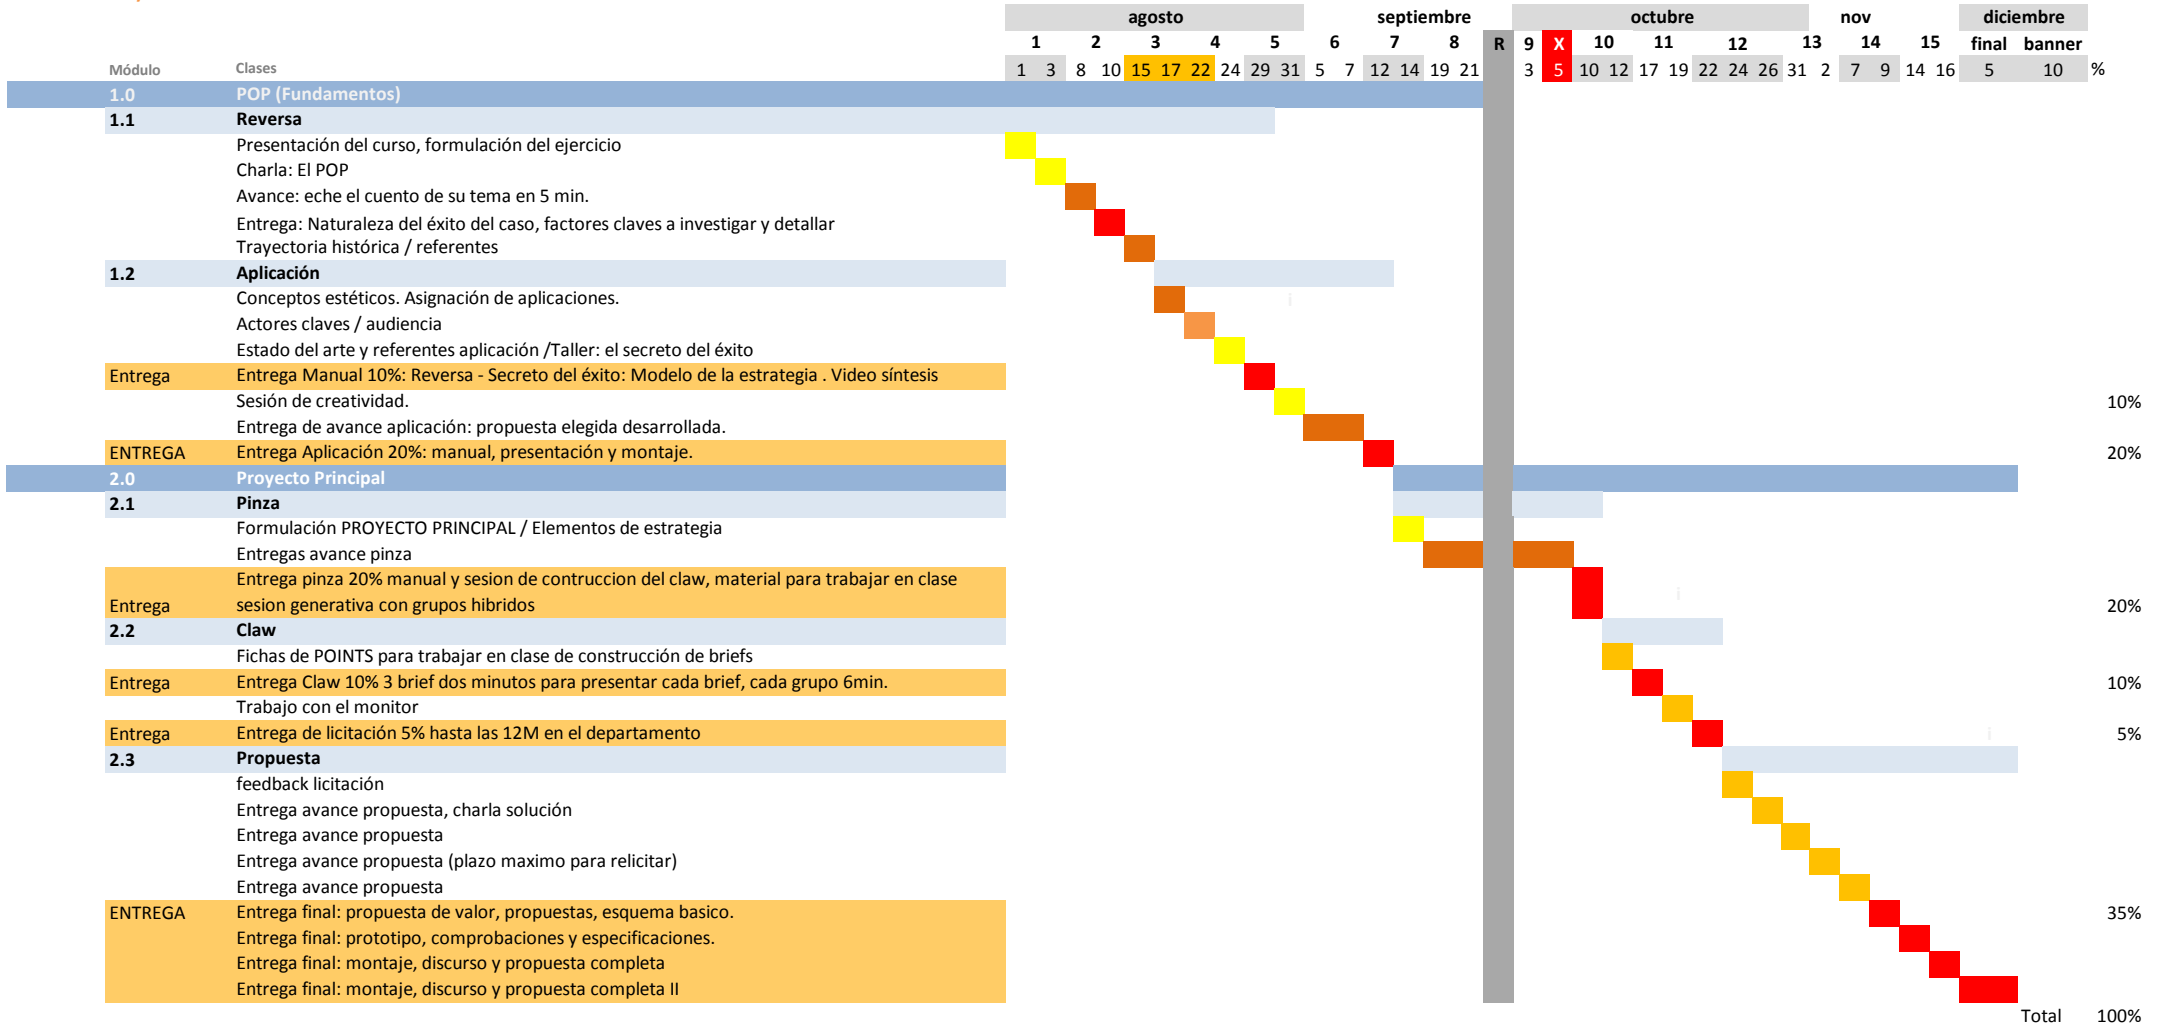 agosto septiembre octubre nov diciembre
1 2 3 4 5 6 7 8 R 9 X 10 11 12 13 14 15 final banner
Módulo Clases 1 3 8 10 15 17 22 24 29 31 5 7 12 14 19 21 3 5 10 12 17 19 22 24 26 31 2 7 9 14 16 5 10 %
1.0 POP (Fundamentos)
1.1 Reversa
Presentación del curso, formulación del ejercicio
Charla: El POP
Avance: eche el cuento de su tema en 5 min.
Entrega: Naturaleza del éxito del caso, factores claves a investigar y detallar
Trayectoria histórica / referentes
1.2 Aplicación
Conceptos estéticos. Asignación de aplicaciones. i
Actores claves / audiencia
Estado del arte y referentes aplicación /Taller: el secreto del éxito
Entrega Entrega Manual 10%: Reversa - Secreto del éxito: Modelo de la estrategia . Video síntesis
Sesión de creatividad. 10%
Entrega de avance aplicación: propuesta elegida desarrollada.
ENTREGA Entrega Aplicación 20%: manual, presentación y montaje. 20%
2.0 Proyecto Principal
2.1 Pinza
Formulación PROYECTO PRINCIPAL / Elementos de estrategia
Entregas avance pinza
Entrega pinza 20% manual y sesion de contruccion del claw, material para trabajar en clase
Entrega sesion generativa con grupos hibridos i 20%
2.2 Claw
Fichas de POINTS para trabajar en clase de construcción de briefs
Entrega Entrega Claw 10% 3 brief dos minutos para presentar cada brief, cada grupo 6min. 10%
Trabajo con el monitor
Entrega Entrega de licitación 5% hasta las 12M en el departamento i 5%
2.3 Propuesta
feedback licitación
Entrega avance propuesta, charla solución
Entrega avance propuesta
Entrega avance propuesta (plazo maximo para relicitar)
Entrega avance propuesta
ENTREGA Entrega final: propuesta de valor, propuestas, esquema basico. 35%
Entrega final: prototipo, comprobaciones y especificaciones.
Entrega final: montaje, discurso y propuesta completa
Entrega final: montaje, discurso y propuesta completa II
Total 100%